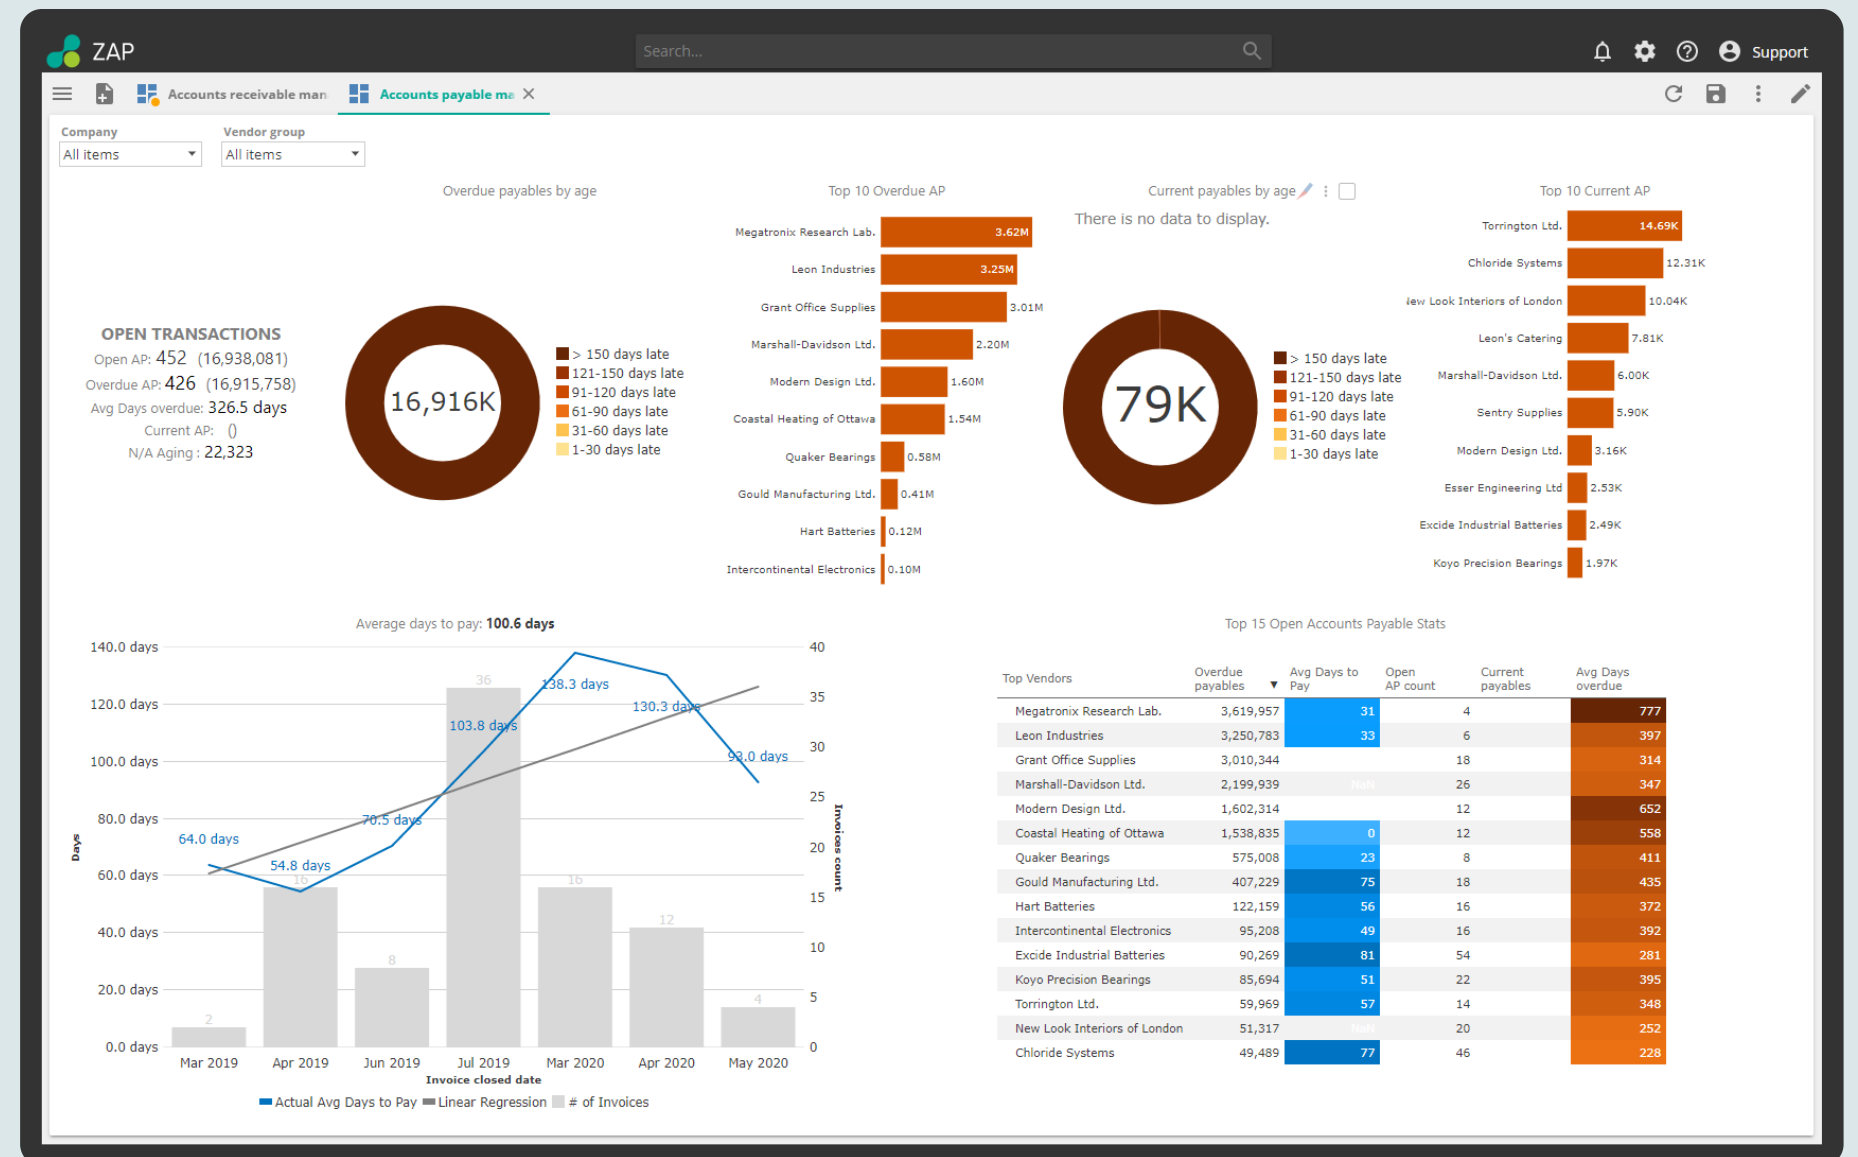 ZAP
Search...
Support
Accounts receivable man
Accounts payable ma
Company
Vendor group
All items
All items
Overdue payables by age
Top 10 Overdue AP
Current payables by age
Top 10 Current AP
There is no data to display.
OPEN TRANSACTIONS
Open AP: 452 (16,938,081)
Overdue AP: 426 (16,915,758)
Avg Days overdue: 326.5 days
Current AP: ()
N/A Aging : 22,323
16,916K
> 150 days late
121-150 days late
91-120 days late
61-90 days late
31-60 days late
1-30 days late
Megatronix Research Lab. 3.62M
Leon Industries 3.25M
Grant Office Supplies 3.01M
Marshall-Davidson Ltd. 2.20M
Modern Design Ltd. 1.60M
Coastal Heating of Ottawa 1.54M
Quaker Bearings 0.58M
Gould Manufacturing Ltd. 0.41M
Hart Batteries 0.12M
Intercontinental Electronics 0.10M
79K
> 150 days late
121-150 days late
91-120 days late
61-90 days late
31-60 days late
1-30 days late
Torrington Ltd. 14.69K
Chloride Systems 12.31K
Look Interiors of London 10.04K
Leon's Catering 7.81K
Marshall-Davidson Ltd. 6.00K
Sentry Supplies 5.90K
Modern Design Ltd. 3.16K
Esser Engineering Ltd 2.53K
Excide Industrial Batteries 2.49K
Koyo Precision Bearings 1.97K
Average days to pay: 100.6 days
140.0 days
120.0 days
100.0 days
80.0 days
60.0 days
40.0 days
20.0 days
0.0 days
Days
64.0 days
54.8 days
70.5 days
103.8 days
138.3 days
130.3 days
93.0 days
2
16
8
36
16
12
4
40
35
30
25
20
15
10
5
0
Invoices count
Mar 2019 Apr 2019 Jun 2019 Jul 2019 Mar 2020 Apr 2020 May 2020
Invoice closed date
Actual Avg Days to Pay Linear Regression # of Invoices
Top 15 Open Accounts Payable Stats
Top Vendors Overdue payables ▼ Avg Days to Pay Open AP count Current payables Avg Days overdue
Megatronix Research Lab. 3,619,957 31 4 777
Leon Industries 3,250,783 33 6 397
Grant Office Supplies 3,010,344 18 314
Marshall-Davidson Ltd. 2,199,939 NaN 26 347
Modern Design Ltd. 1,602,314 12 652
Coastal Heating of Ottawa 1,538,835 0 12 558
Quaker Bearings 575,008 23 8 411
Gould Manufacturing Ltd. 407,229 75 18 435
Hart Batteries 122,159 56 16 372
Intercontinental Electronics 95,208 49 16 392
Excide Industrial Batteries 90,269 81 54 281
Koyo Precision Bearings 85,694 51 22 395
Torrington Ltd. 59,969 57 14 348
New Look Interiors of London 51,317 NaN 20 252
Chloride Systems 49,489 77 46 228